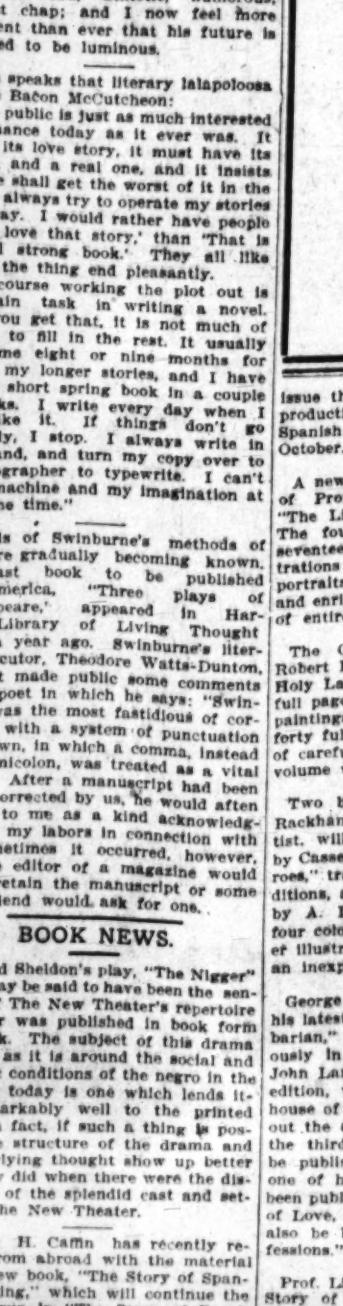 t chap; and I now feel more
ent than ever that his future is
ed to be luminous.
speaks that literary lalapoloosa
Bacon McCutcheon:
public is just as much interested
ance today as it ever was. It
its love story, it must have its
and a real one, and it insists
shall get the worst of it in the
always try to operate my stories
ay. I would rather have people
love that story,' than 'That is
strong book.' They all like
the thing end pleasantly.
course working the plot out is
ain task in writing a novel.
ou get that, it is not much of
to fill in the rest. It usually
me eight or nine months for
my longer stories, and I have
short spring book in a couple
ks. I write every day when I
ke it. If things don't go
ly, I stop. I always write in
and, and turn my copy over to
ographer to typewrite. I can't
machine and my imagination at
ne time."
ls of Swinburne's methods of
re gradually becoming known.
ast book to be published
merica, "Three plays of
peare,' appeared in Har-
Library of Living Thought
year ago. Swinburne's liter-
cutor, Theodore Watts-Dunton,
t made public some comments
poet in which he says: "Swin-
was the most fastidious of cor-
with a system of punctuation
wn, in which a comma, instead
micolon, was treated as a vital
After a manuscript had been
orrected by us, he would aften
to me as a kind acknowledg-
my labors in connection with
metimes it occurred, however,
editor of a magazine would
retain the manuscript or some
lend would ask for one.
BOOK NEWS.
d Sheldon's play, "The Nigger"
ay be said to have been the sen-
The New Theater's repertoire
r was published in book form
k. The subject of this drama
as it is around the social and
conditions of the negro in the
today is one which lends it-
arkably well to the printed
fact, if such a thing is pos-
structure of the drama and
lying thought show up better
y did when there were the dis-
of the splendid cast and set-
he New Theater.
H. Caffin has recently re-
rom abroad with the material
ew book, "The Story of Span-
ing," which will continue the
issue th
producti
Spanish
October.
A new
of Pro
"The Li
The fou
seventee
trations
portraits
and enri
of entir
The C
Robert
Holy La
full page
painting
forty ful
of caref
volume
Two b
Rackhan
tist, will
by Casse
roes," tr
ditions,
by A.
four colo
er illustr
an inexp
George
his lates
barian,"
ously in
John Lan
edition,
house of
out the
the third
be publi
one of h
been publ
of Love,
also be
fessions."
Prof. L
Story of